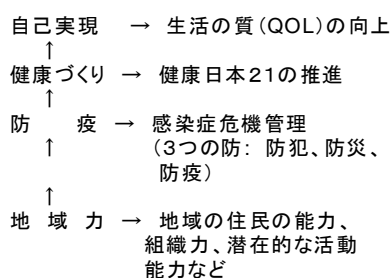 自己実現 → 生活の質(QOL)の向上
↑
健康づくり → 健康日本21の推進
↑
防 疫 → 感染症危機管理
↑ (3つの防: 防犯、防災、
防疫)
↑
地 域 力 → 地域の住民の能力、
組織力、潜在的な活動
能力など